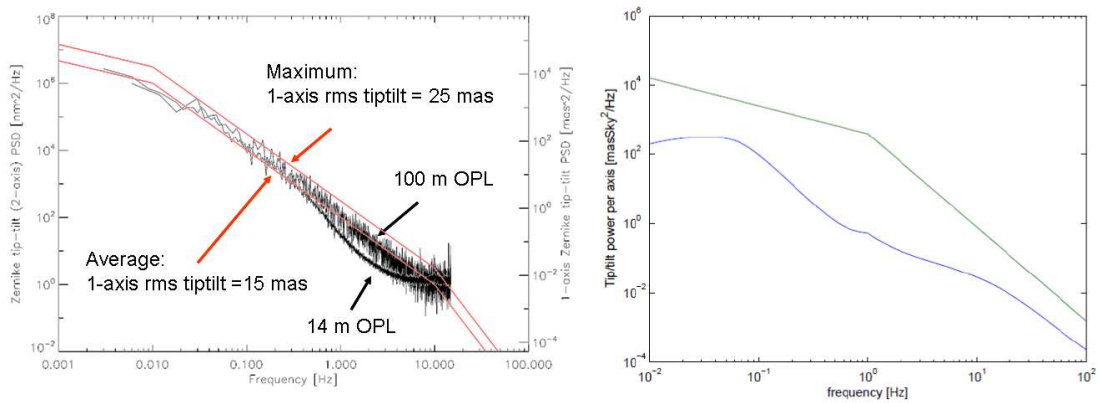 10^8
10^6
10^4
10^2
10^0
10^-2
Zernike tip-tilt (2-axis) PSD [nm^2/Hz]
Maximum:
1-axis rms tiptilt = 25 mas
100 m OPL
Average:
1-axis rms tiptilt =15 mas
14 m OPL
10^4
10^2
10^0
10^-2
10^-4
1-axis Zernike tip-tilt PSD [mas^2/Hz]
0.001 0.010 0.100 1.000 10.000 100.000
Frequency [Hz]
10^6
10^4
10^2
10^0
10^-2
10^-4
Tip/tilt power per axis [masSky^2/Hz]
10^-2 10^-1 10^0 10^1 10^2
frequency [Hz]